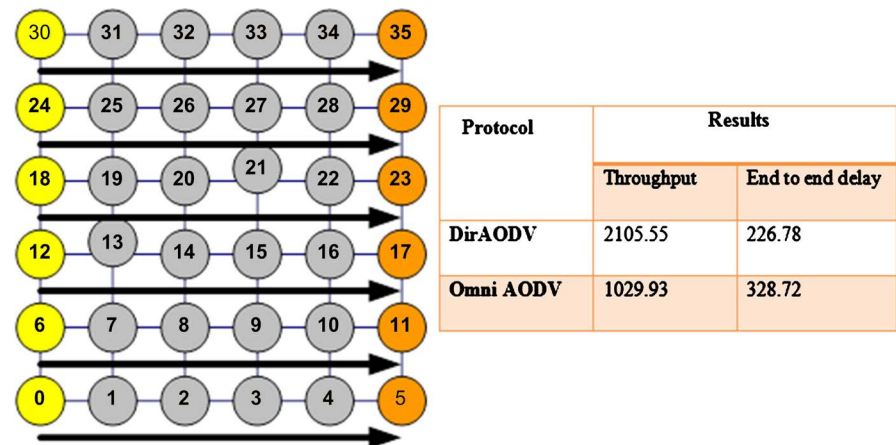 30 31 32 33 34 35
24 25 26 27 28 29
18 19 20 21 22 23
12 13 14 15 16 17
6 7 8 9 10 11
0 1 2 3 4 5
Protocol Results
Throughput End to end delay
DirAODV 2105.55 226.78
Omni AODV 1029.93 328.72